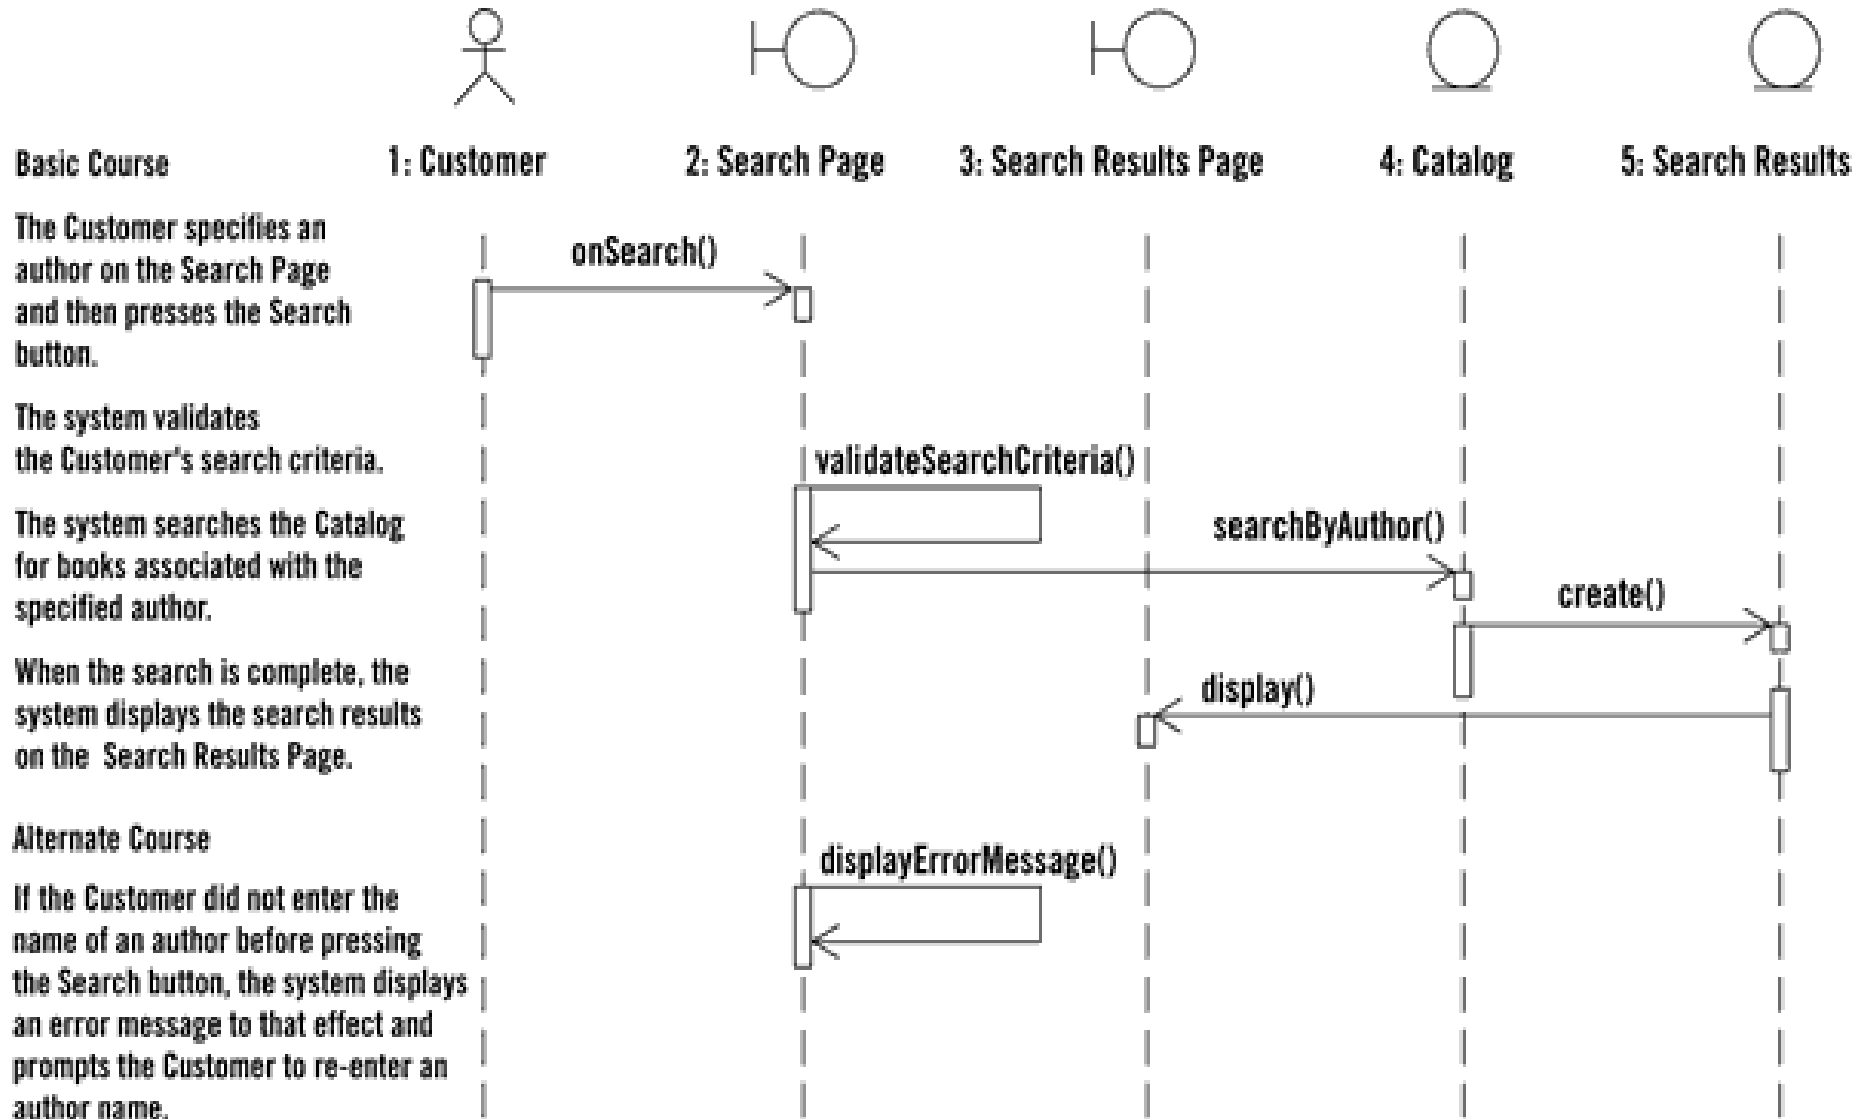 Basic Course
1: Customer
2: Search Page
3: Search Results Page
4: Catalog
5: Search Results
The Customer specifies an
author on the Search Page
and then presses the Search
button.
onSearch()
The system validates
the Customer's search criteria.
validateSearchCriteria()
The system searches the Catalog
for books associated with the
specified author.
searchByAuthor()
create()
When the search is complete, the
system displays the search results
on the Search Results Page.
display()
Alternate Course
displayErrorMessage()
If the Customer did not enter the
name of an author before pressing
the Search button, the system displays
an error message to that effect and
prompts the Customer to re-enter an
author name.